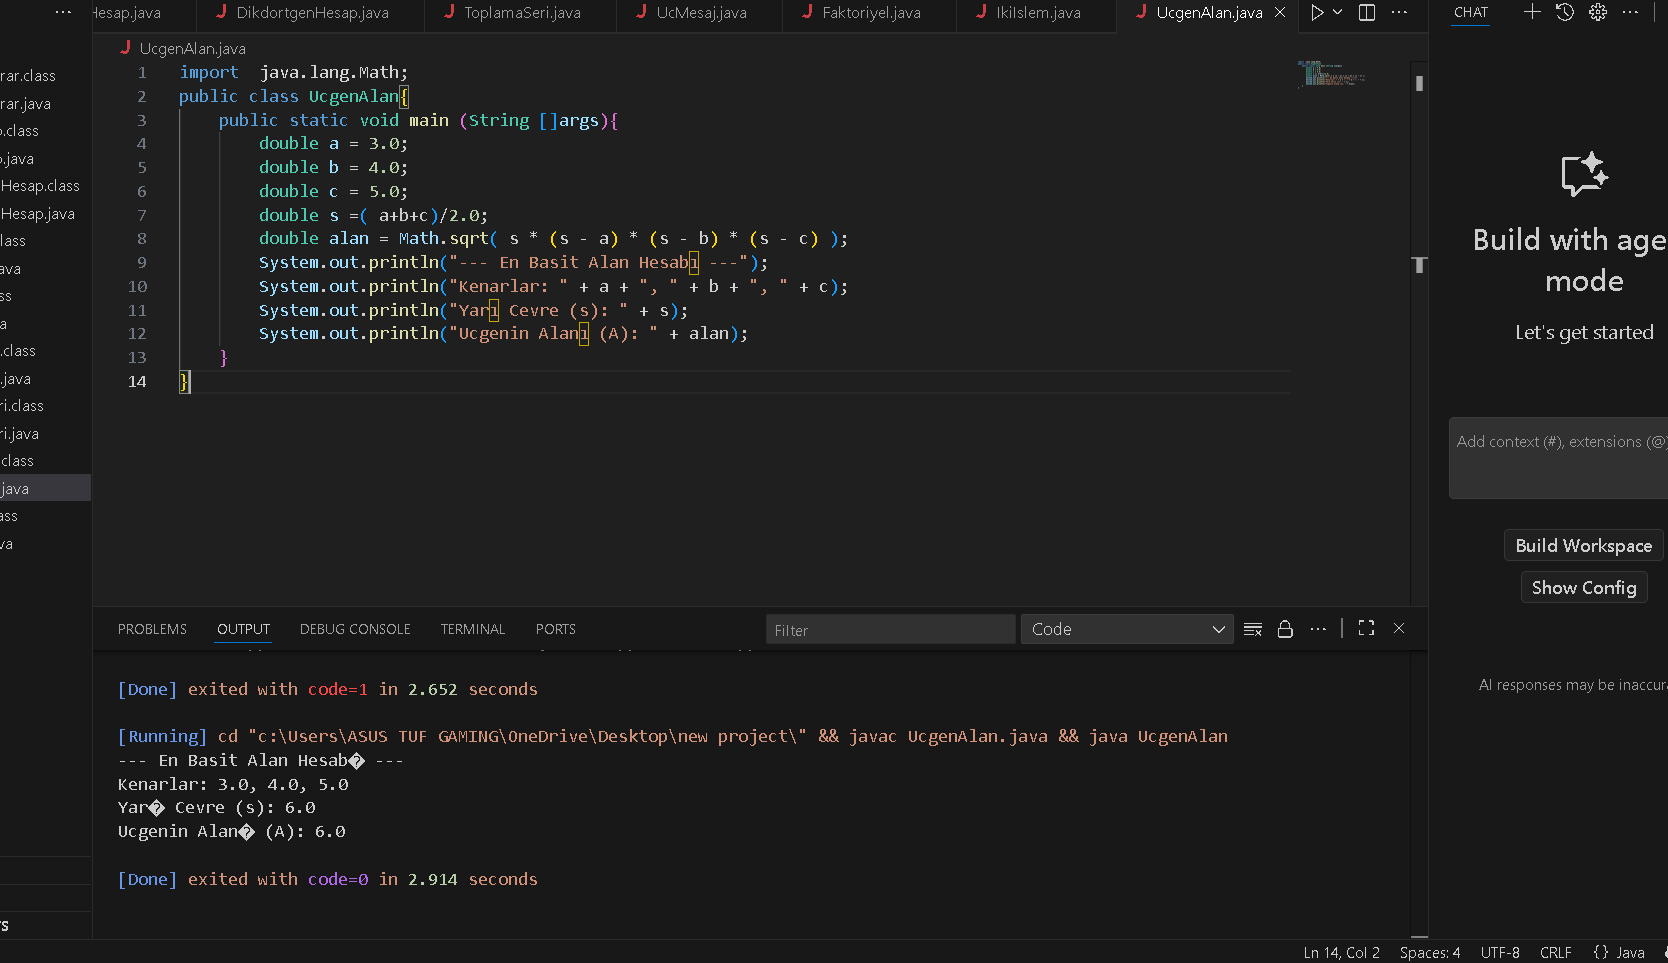 Hesap.java
DikdortgenHesap.java
ToplamaSeri.java
UcMesaj.java
Faktoriyel.java
IkiIslem.java
UcgenAlan.java
CHAT
UcgenAlan.java
rar.class
rar.java
.class
.java
Hesap.class
Hesap.java
lass
ava
ss
a
.class
.java
ri.class
ri.java
class
java
ass
va
1 import  java.lang.Math;
2 public class UcgenAlan{
3     public static void main (String []args){
4         double a = 3.0;
5         double b = 4.0;
6         double c = 5.0;
7         double s =( a+b+c)/2.0;
8         double alan = Math.sqrt( s * (s - a) * (s - b) * (s - c) );
9         System.out.println("--- En Basit Alan Hesabı ---");
10         System.out.println("Kenarlar: " + a + ", " + b + ", " + c);
11         System.out.println("Yarı Cevre (s): " + s);
12         System.out.println("Ucgenin Alanı (A): " + alan);
13     }
14 }
Build with age
mode
Let's get started
Add context (#), extensions (@)
Build Workspace
Show Config
AI responses may be inaccura
PROBLEMS OUTPUT DEBUG CONSOLE TERMINAL PORTS
Filter
Code
[Done] exited with code=1 in 2.652 seconds
[Running] cd "c:\Users\ASUS TUF GAMING\OneDrive\Desktop\new project\" && javac UcgenAlan.java && java UcgenAlan
--- En Basit Alan Hesab� ---
Kenarlar: 3.0, 4.0, 5.0
Yar� Cevre (s): 6.0
Ucgenin Alan� (A): 6.0
[Done] exited with code=0 in 2.914 seconds
Ln 14, Col 2 Spaces: 4 UTF-8 CRLF {} Java